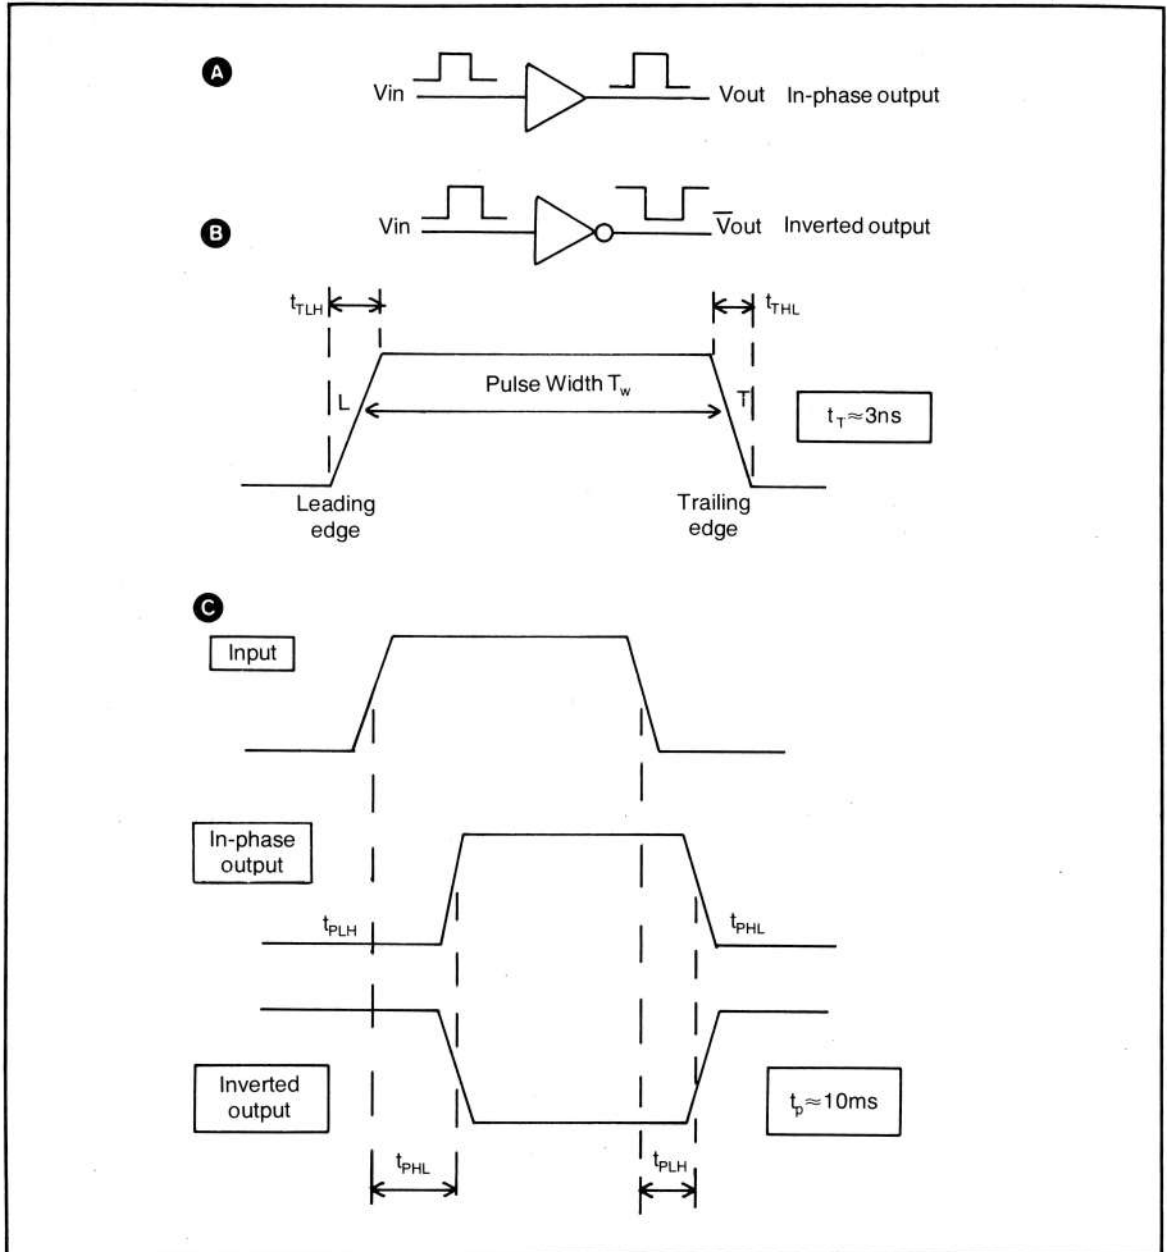 A
Vin
Vout In-phase output
B
Vin
V̅out Inverted output
tTLH
tTHL
Pulse Width Tw
L
T
tT≈3ns
Leading
edge
Trailing
edge
C
Input
In-phase
output
tPLH
tPHL
Inverted
output
tp≈10ms
tPHL
tPLH